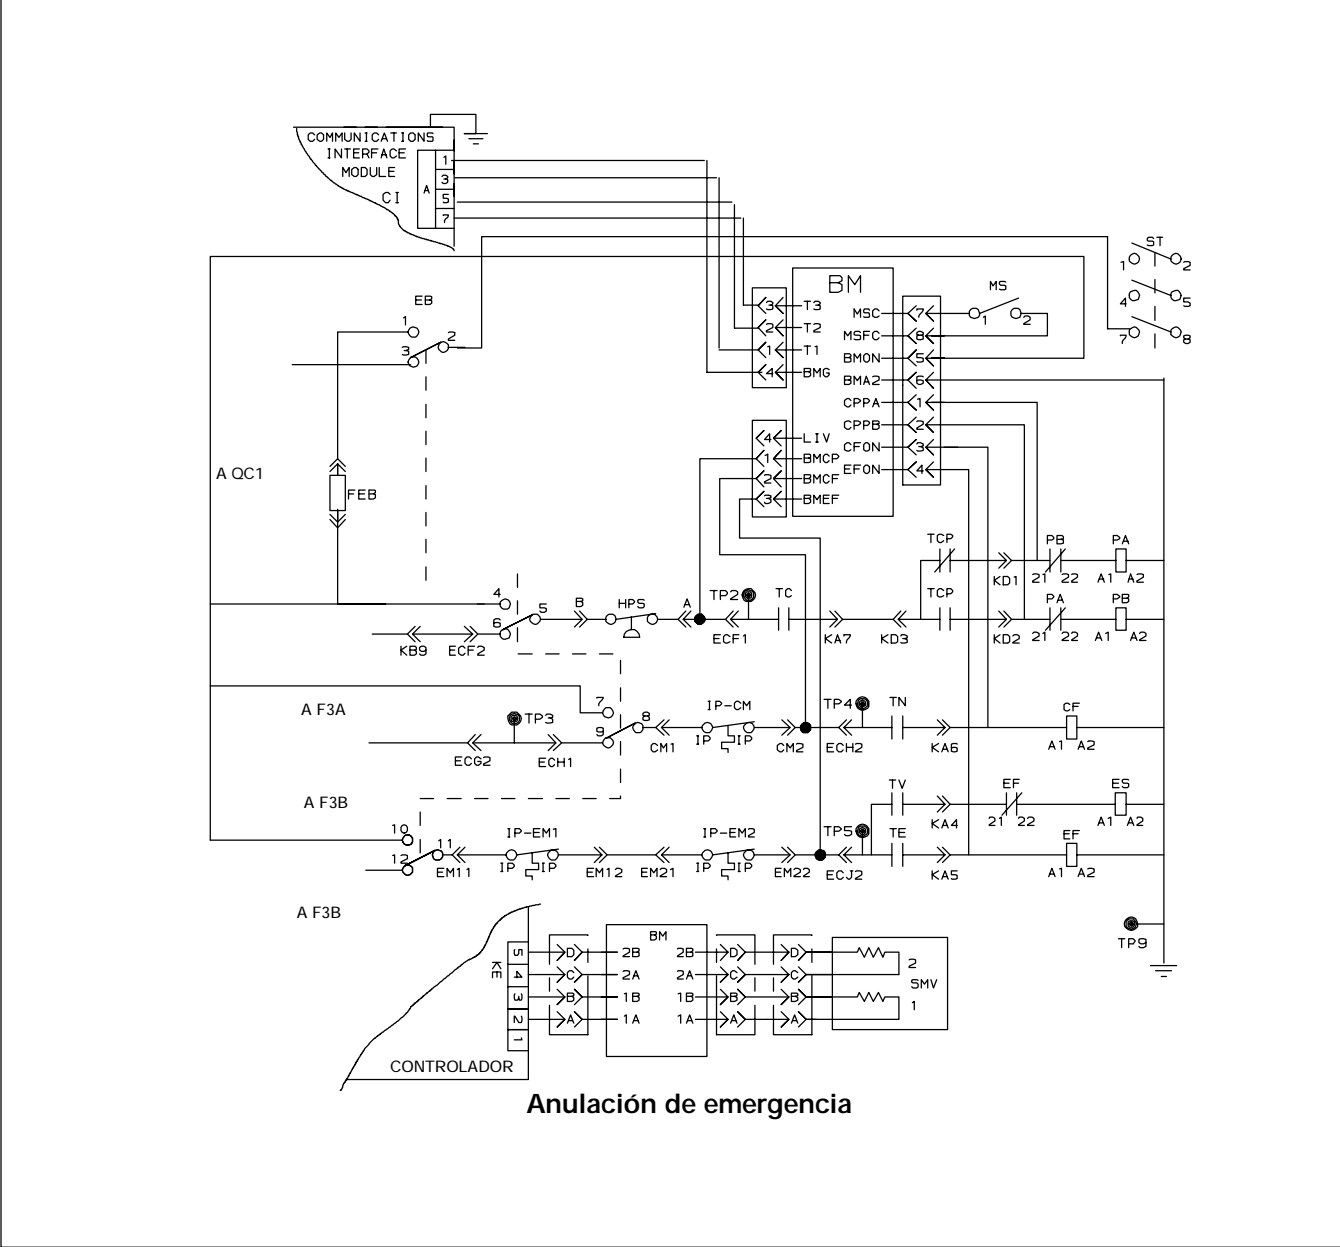 COMMUNICATIONS
INTERFACE
MODULE
CI
A
1
3
5
7
ST
1 2
4 5
7 8
EB
1
2
3
BM
3 T3
2 T2
1 T1
4 BMG
4 LIV
1 BMCP
2 BMCF
3 BMEF
MSC 7
MSFC 8
BMON 5
BMA2 6
CPPA 1
CPPB 2
CFON 3
EFON 4
MS
1 2
A QC1
FEB
TCP
KD1
PB
21 22
PA
A1 A2
4
5
6
KB9
ECF2
B
HPS
A
TP2
ECF1
TC
KA7
KD3
TCP
KD2
PA
21 22
PB
A1 A2
A F3A
7
8
9
TP3
ECG2
ECH1
CM1
IP-CM
IP IP
CM2
TP4
ECH2
TN
KA6
CF
A1 A2
A F3B
TV
KA4
EF
21 22
ES
A1 A2
10
11
12
EM11
IP-EM1
IP IP
EM12
EM21
IP-EM2
IP IP
EM22
TP5
ECJ2
TE
KA5
EF
A1 A2
A F3B
TP9
KE
5
4
3
2
1
D
C
B
A
BM
2B 2B
2A 2A
1B 1B
1A 1A
D D
C C
B B
A A
2
SMV
1
CONTROLADOR
Anulación de emergencia